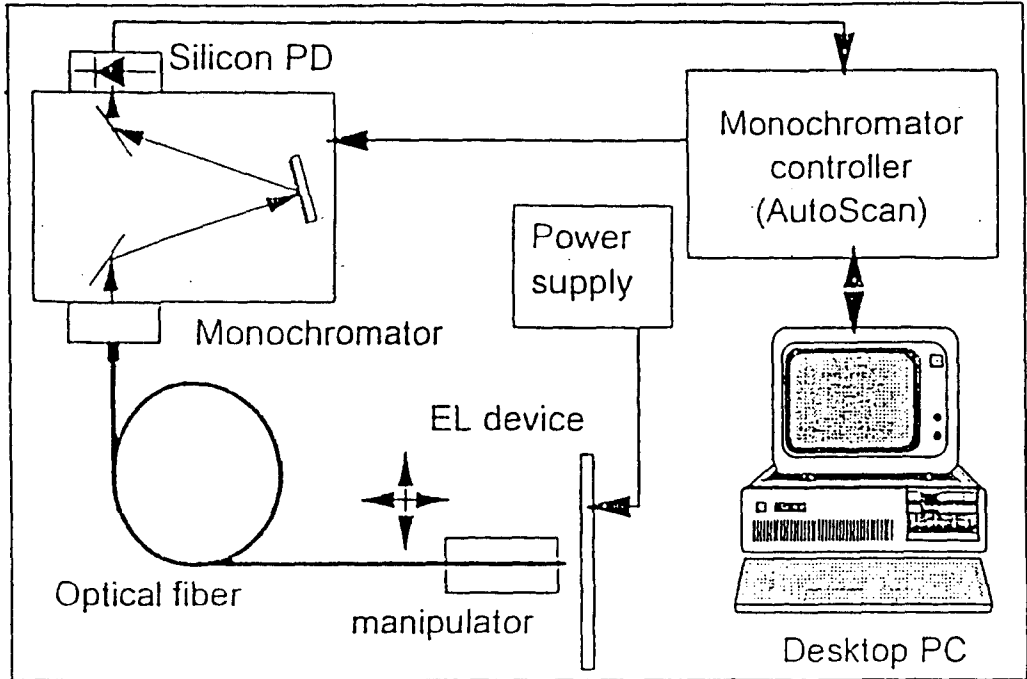 Silicon PD
Monochromator
controller
(AutoScan)
Power
supply
Monochromator
EL device
Optical fiber
manipulator
Desktop PC